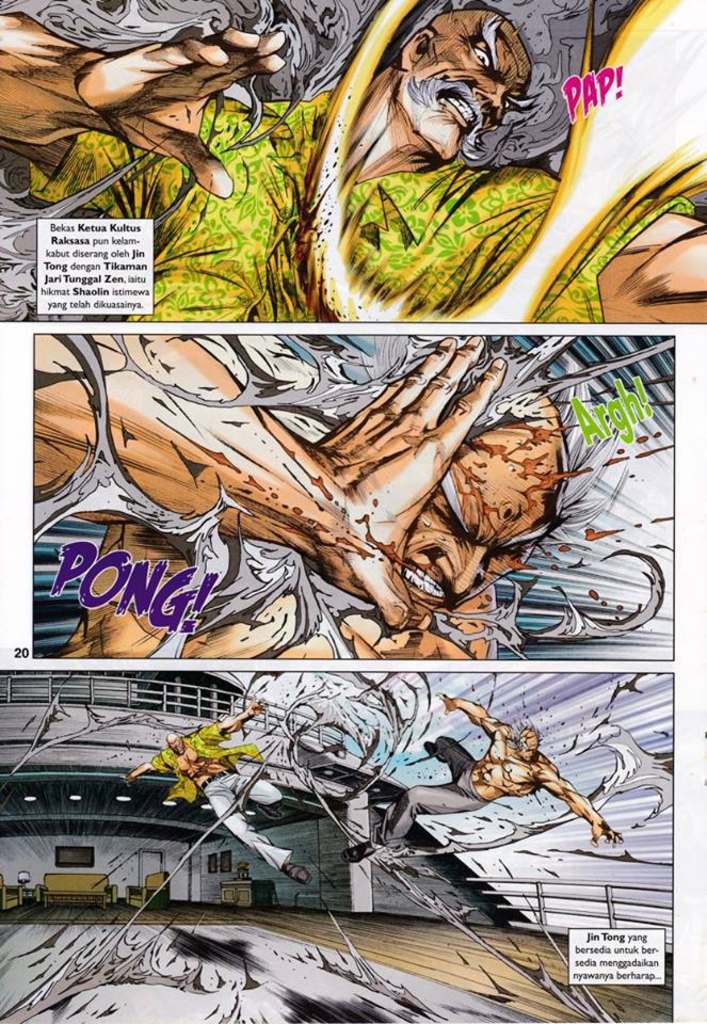 PAP!
Bekas Ketua Kultus
Raksasa pun kelam-
kabut diserang oleh Jin
Tong dengan Tikaman
Jari Tunggal Zen, iaitu
hikmat Shaolin istimewa
yang telah dikuasainya.
Argh!
PONG!
20
Jin Tong yang
bersedia untuk ber-
sedia menggadaikan
nyawanya berharap...